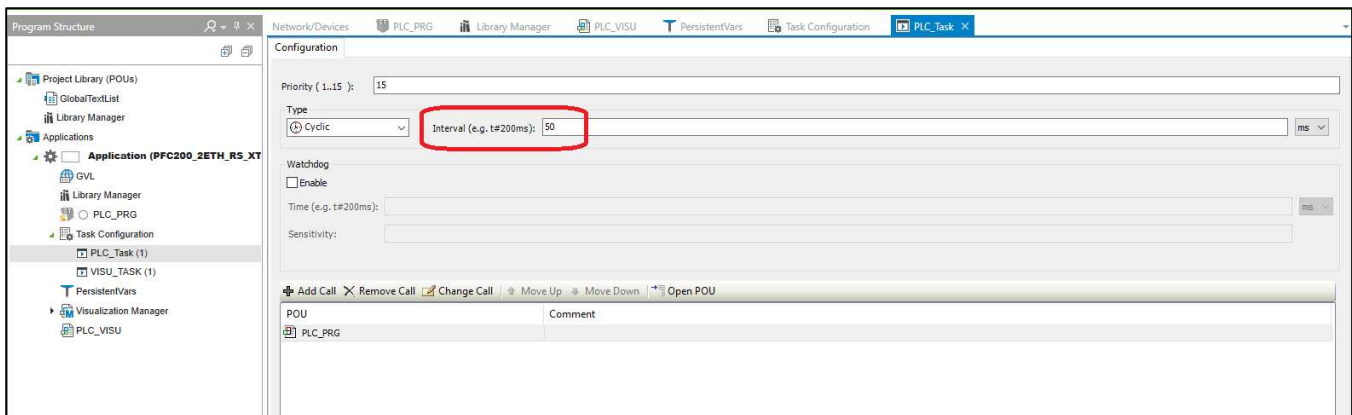 Program Structure
Project Library (POUs)
GlobalTextList
Library Manager
Applications
Application (PFC200_2ETH_RS_XT
GVL
Library Manager
PLC_PRG
Task Configuration
PLC_Task (1)
VISU_TASK (1)
PersistentVars
Visualization Manager
PLC_VISU
Network/Devices PLC_PRG Library Manager PLC_VISU PersistentVars Task Configuration PLC_Task
Configuration
Priority ( 1..15 ): 15
Type
Cyclic Interval (e.g. t#200ms): 50 ms
Watchdog
Enable
Time (e.g. t#200ms): ms
Sensitivity:
Add Call Remove Call Change Call Move Up Move Down Open POU
POU Comment
PLC_PRG